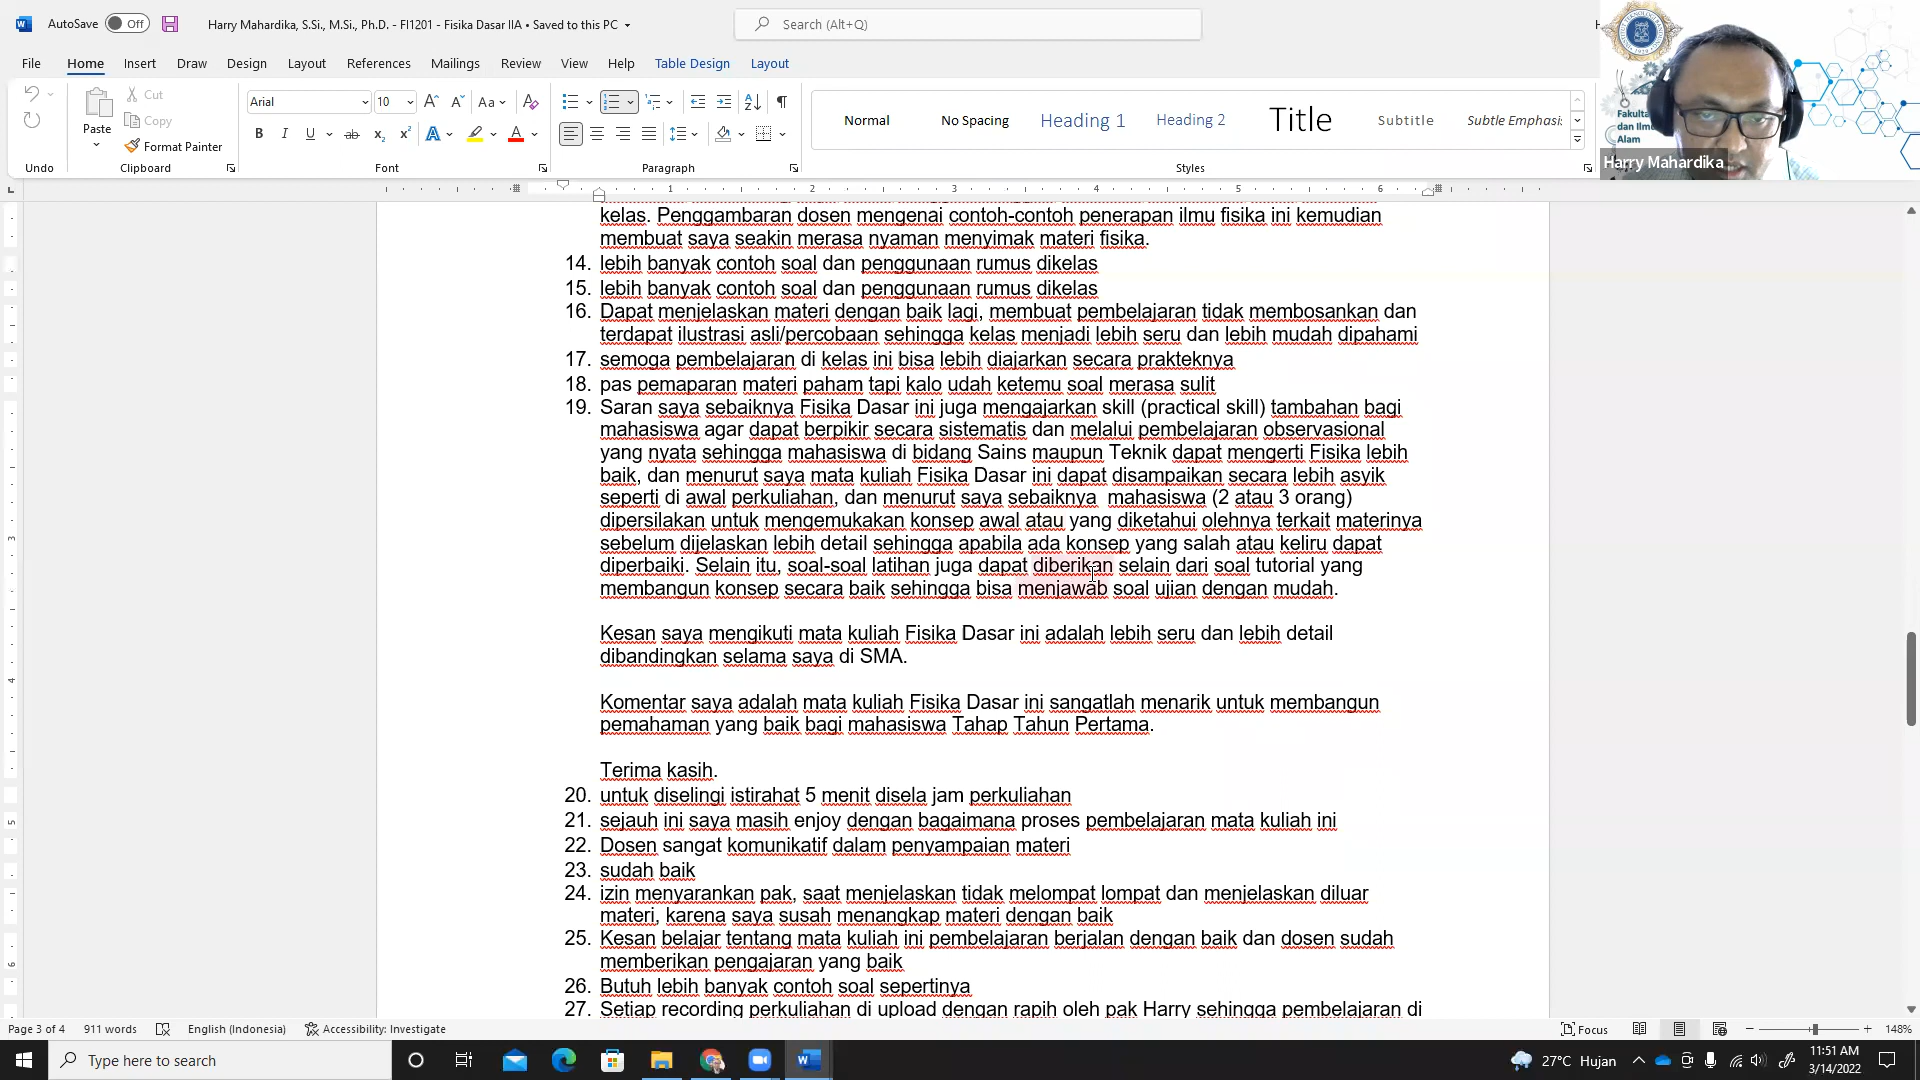 AutoSave Off
Harry Mahardika, S.Si., M.Si., Ph.D. - FI1201 - Fisika Dasar IIA • Saved to this PC
Search (Alt+Q)
File Home Insert Draw Design Layout References Mailings Review View Help Table Design Layout
Cut
Copy
Paste
Format Painter
Arial 10
Normal No Spacing Heading 1 Heading 2 Title Subtitle Subtle Emphasis
Undo Clipboard Font Paragraph Styles
Fakulta
dan Ilmu
Alam
Harry Mahardika
1 2 3 4 5 6
kelas. Penggambaran dosen mengenai contoh-contoh penerapan ilmu fisika ini kemudian
membuat saya seakin merasa nyaman menyimak materi fisika.
14. lebih banyak contoh soal dan penggunaan rumus dikelas
15. lebih banyak contoh soal dan penggunaan rumus dikelas
16. Dapat menjelaskan materi dengan baik lagi, membuat pembelajaran tidak membosankan dan
terdapat ilustrasi asli/percobaan sehingga kelas menjadi lebih seru dan lebih mudah dipahami
17. semoga pembelajaran di kelas ini bisa lebih diajarkan secara prakteknya
18. pas pemaparan materi paham tapi kalo udah ketemu soal merasa sulit
19. Saran saya sebaiknya Fisika Dasar ini juga mengajarkan skill (practical skill) tambahan bagi
mahasiswa agar dapat berpikir secara sistematis dan melalui pembelajaran observasional
yang nyata sehingga mahasiswa di bidang Sains maupun Teknik dapat mengerti Fisika lebih
baik, dan menurut saya mata kuliah Fisika Dasar ini dapat disampaikan secara lebih asyik
seperti di awal perkuliahan, dan menurut saya sebaiknya mahasiswa (2 atau 3 orang)
dipersilakan untuk mengemukakan konsep awal atau yang diketahui olehnya terkait materinya
sebelum dijelaskan lebih detail sehingga apabila ada konsep yang salah atau keliru dapat
diperbaiki. Selain itu, soal-soal latihan juga dapat diberikan selain dari soal tutorial yang
membangun konsep secara baik sehingga bisa menjawab soal ujian dengan mudah.
Kesan saya mengikuti mata kuliah Fisika Dasar ini adalah lebih seru dan lebih detail
dibandingkan selama saya di SMA.
Komentar saya adalah mata kuliah Fisika Dasar ini sangatlah menarik untuk membangun
pemahaman yang baik bagi mahasiswa Tahap Tahun Pertama.
Terima kasih.
20. untuk diselingi istirahat 5 menit disela jam perkuliahan
21. sejauh ini saya masih enjoy dengan bagaimana proses pembelajaran mata kuliah ini
22. Dosen sangat komunikatif dalam penyampaian materi
23. sudah baik
24. izin menyarankan pak, saat menjelaskan tidak melompat lompat dan menjelaskan diluar
materi, karena saya susah menangkap materi dengan baik
25. Kesan belajar tentang mata kuliah ini pembelajaran berjalan dengan baik dan dosen sudah
memberikan pengajaran yang baik
26. Butuh lebih banyak contoh soal sepertinya
27. Setiap recording perkuliahan di upload dengan rapih oleh pak Harry sehingga pembelajaran di
Page 3 of 4 911 words English (Indonesia) Accessibility: Investigate Focus 148%
Type here to search
27°C Hujan
11:51 AM
3/14/2022